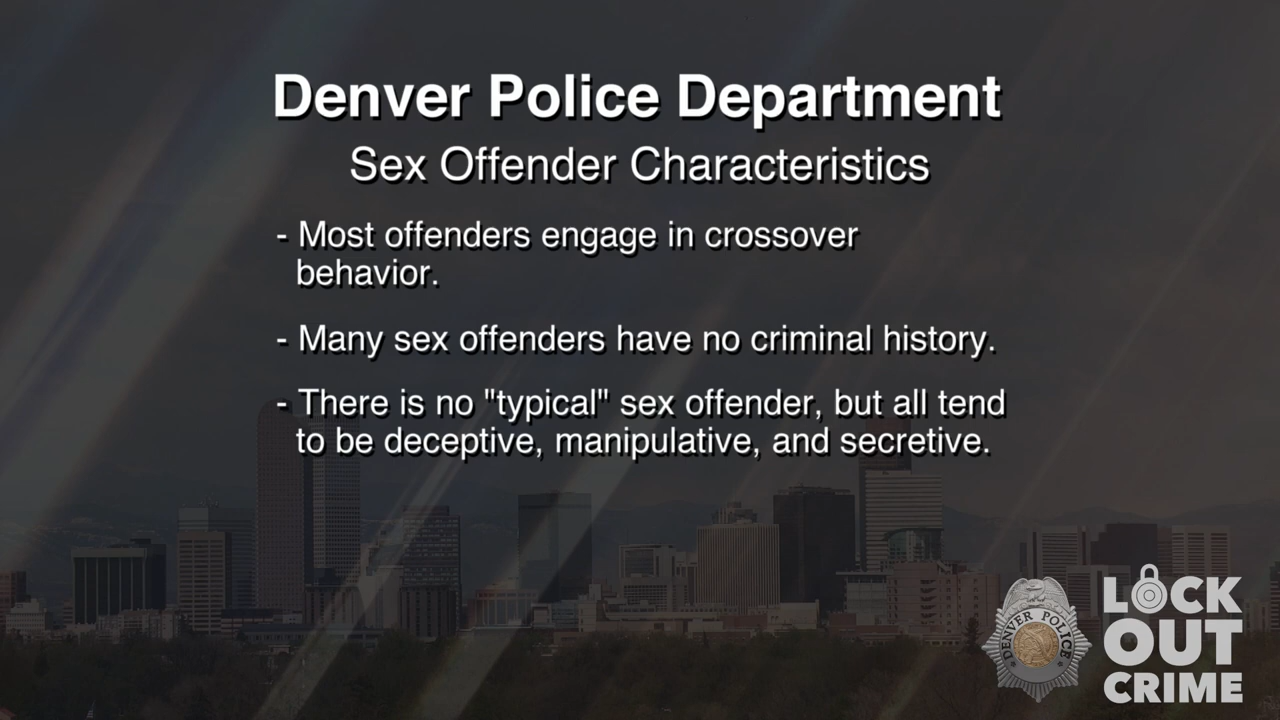 Denver Police Department
Sex Offender Characteristics
- Most offenders engage in crossover
behavior.
- Many sex offenders have no criminal history.
- There is no "typical" sex offender, but all tend
to be deceptive, manipulative, and secretive.
DENVER POLICE
LOCK
OUT
CRIME